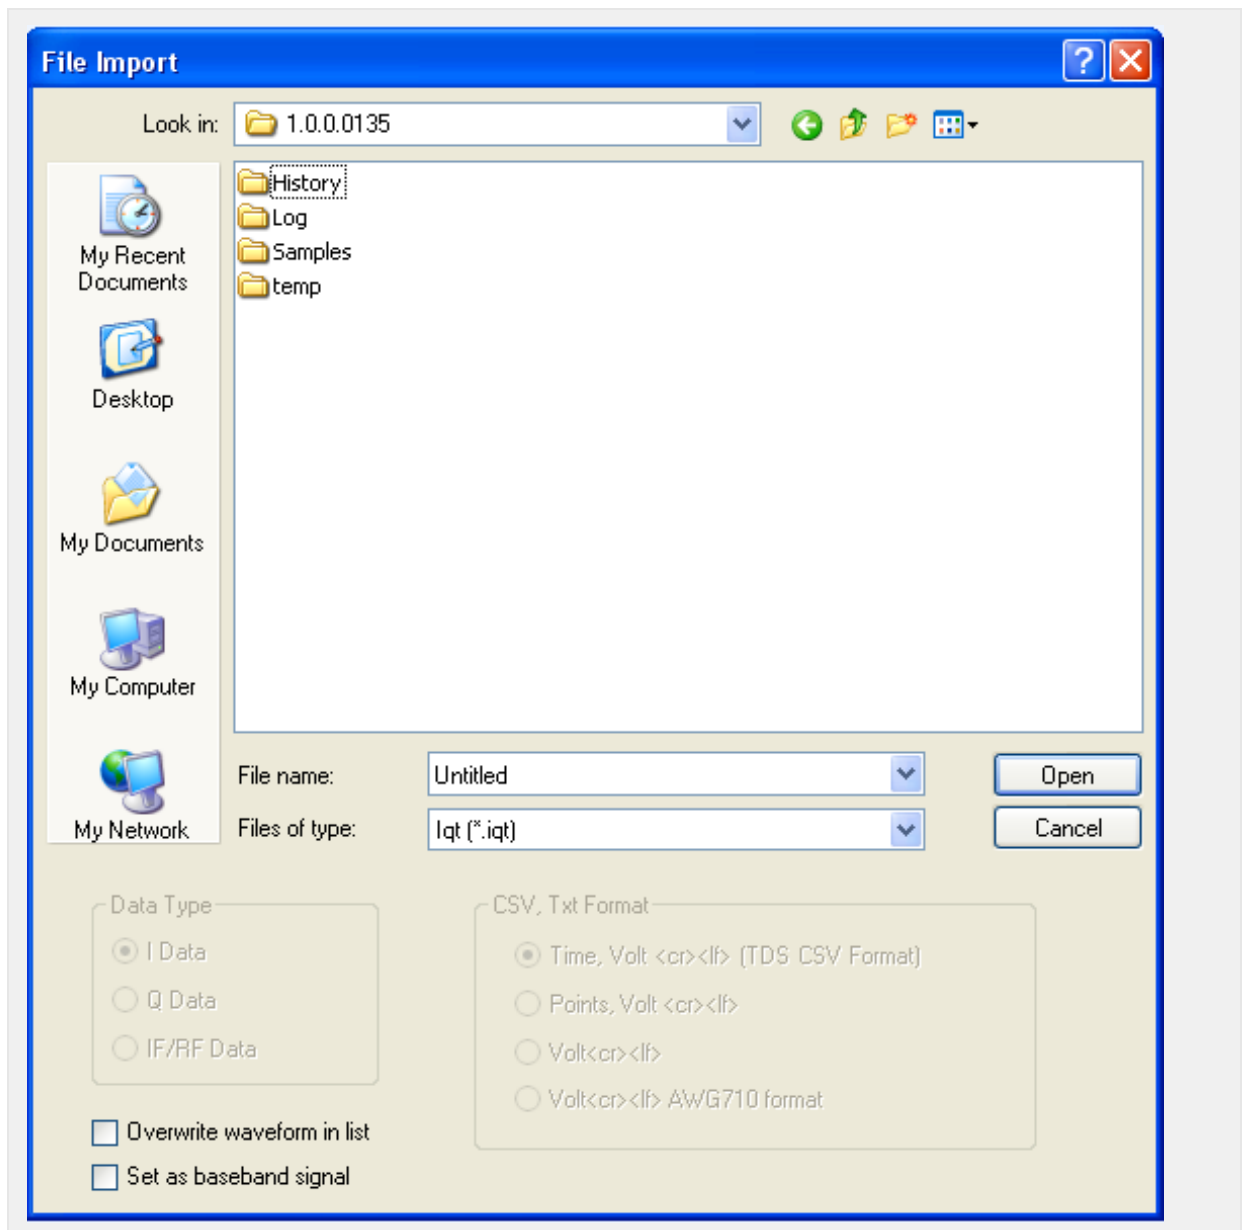 File Import
Look in:
1.0.0.0135
History
Log
Samples
temp
My Recent
Documents
Desktop
My Documents
My Computer
My Network
File name:
Untitled
Open
Files of type:
Iqt (*.iqt)
Cancel
Data Type
I Data
Q Data
IF/RF Data
CSV, Txt Format
Time, Volt <cr><lf> (TDS CSV Format)
Points, Volt <cr><lf>
Volt<cr><lf>
Volt<cr><lf> AWG710 format
Overwrite waveform in list
Set as baseband signal